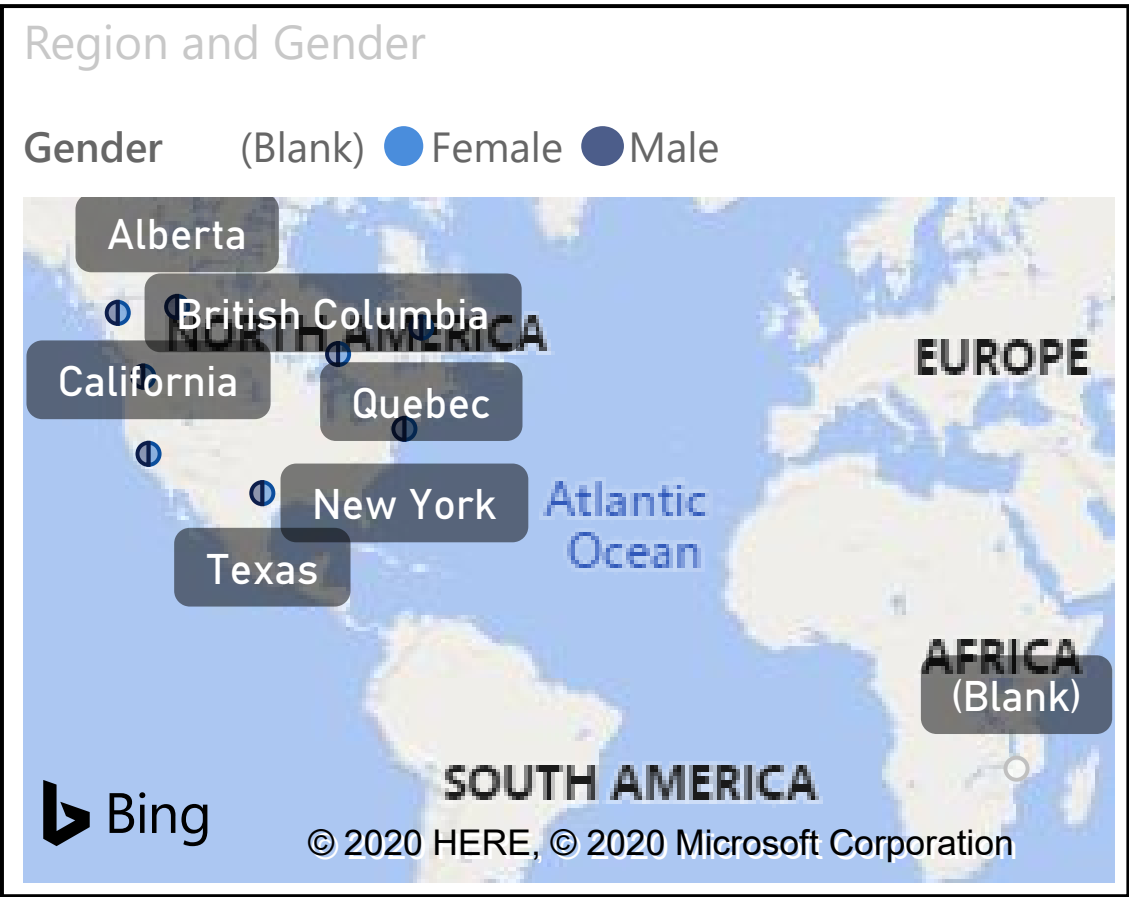 Region and Gender
Gender (Blank) Female Male
Alberta
British Columbia
NORTH AMERICA
California
EUROPE
Quebec
New York
Atlantic
Ocean
Texas
AFRICA
(Blank)
SOUTH AMERICA
Bing
© 2020 HERE, © 2020 Microsoft Corporation